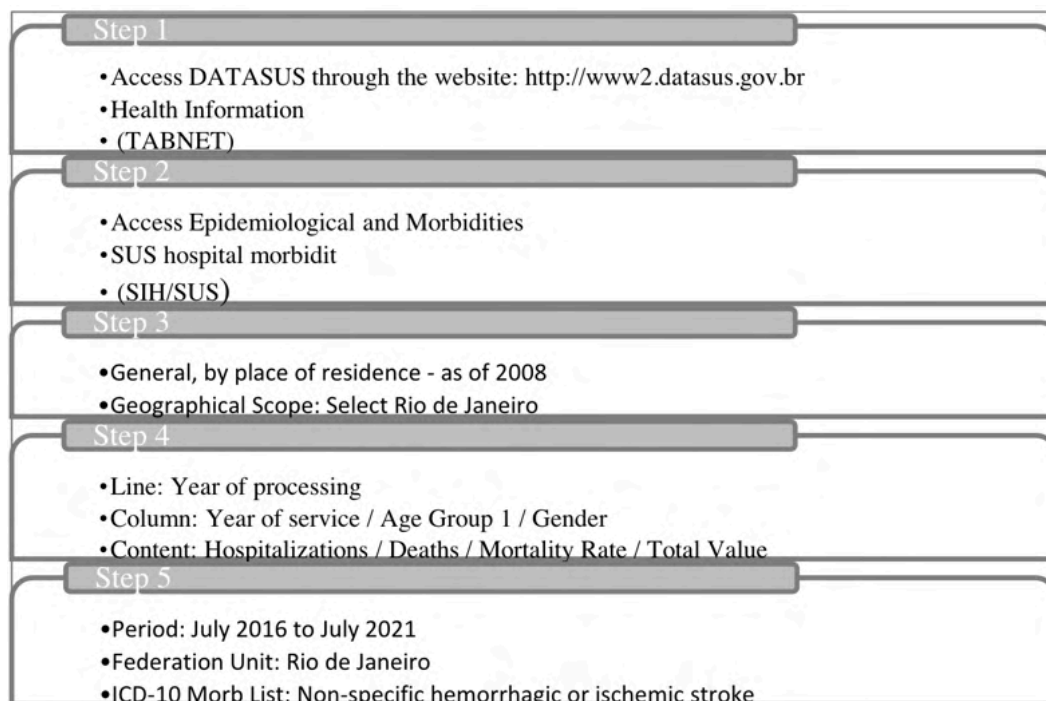 Step 1
•Access DATASUS through the website: http://www2.datasus.gov.br
•Health Information
• (TABNET)
Step 2
•Access Epidemiological and Morbidities
•SUS hospital morbidit
• (SIH/SUS)
Step 3
•General, by place of residence - as of 2008
•Geographical Scope: Select Rio de Janeiro
Step 4
•Line: Year of processing
•Column: Year of service / Age Group 1 / Gender
•Content: Hospitalizations / Deaths / Mortality Rate / Total Value
Step 5
•Period: July 2016 to July 2021
•Federation Unit: Rio de Janeiro
•ICD-10 Morb List: Non-specific hemorrhagic or ischemic stroke